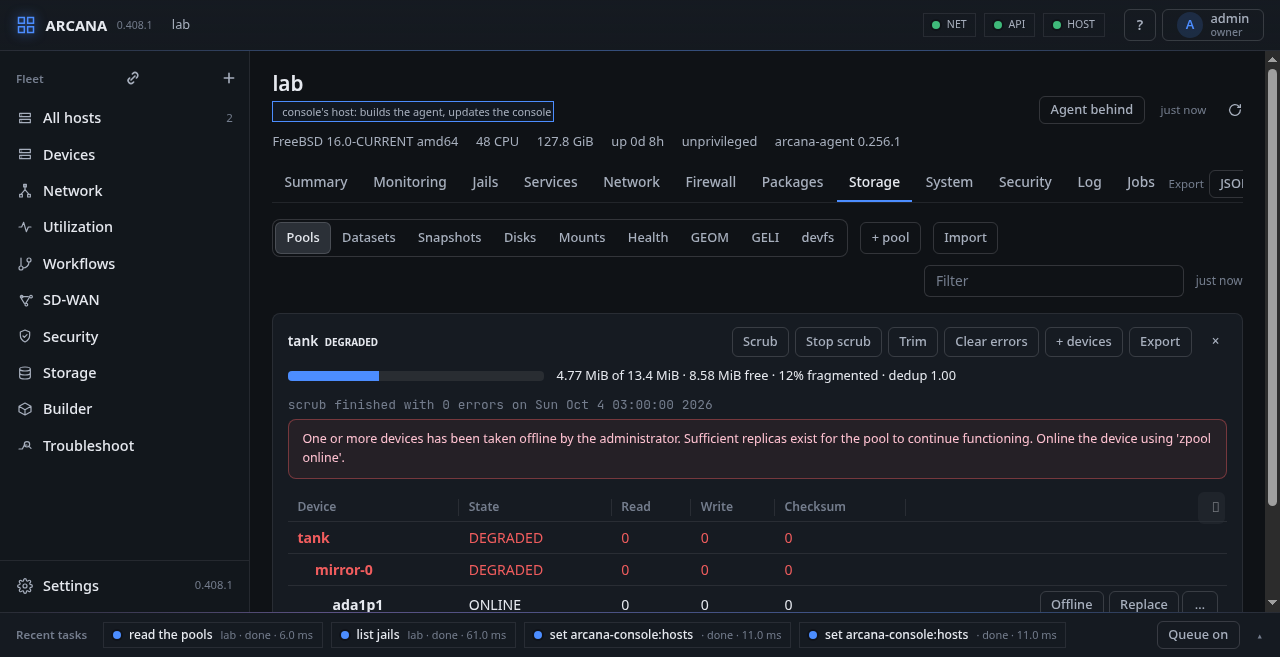 ARCANA 0.408.1 lab NET API HOST ? A admin
owner
Fleet
All hosts 2
Devices
Network
Utilization
Workflows
SD-WAN
Security
Storage
Builder
Troubleshoot
Settings 0.408.1
lab
console's host: builds the agent, updates the console
Agent behind just now
FreeBSD 16.0-CURRENT amd64 48 CPU 127.8 GiB up 0d 8h unprivileged arcana-agent 0.256.1
Summary Monitoring Jails Services Network Firewall Packages Storage System Security Log Jobs Export JSO
Pools Datasets Snapshots Disks Mounts Health GEOM GELI devfs + pool Import
Filter just now
tank DEGRADED Scrub Stop scrub Trim Clear errors + devices Export ×
4.77 MiB of 13.4 MiB · 8.58 MiB free · 12% fragmented · dedup 1.00
scrub finished with 0 errors on Sun Oct 4 03:00:00 2026
One or more devices has been taken offline by the administrator. Sufficient replicas exist for the pool to continue functioning. Online the device using 'zpool
online'.
Device State Read Write Checksum
tank DEGRADED 0 0 0
mirror-0 DEGRADED 0 0 0
ada1p1 ONLINE 0 0 0 Offline Replace ...
Recent tasks read the pools lab · done · 6.0 ms list jails lab · done · 61.0 ms set arcana-console:hosts · done · 11.0 ms set arcana-console:hosts · done · 11.0 ms Queue on